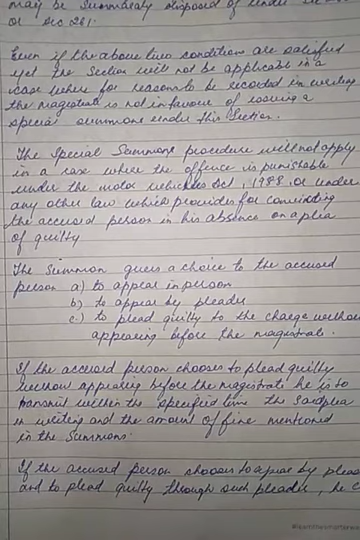 may be summarily disposed of under
or Sec 261.
Even if the above two condition are satisfied
yet the Section will not be applicable in a
case where for reasons to be recorded in writing
the magistrate is not in favour of issuing a
special summons under this Section.
The Special Summons procedure will not apply
in a case where the offence is punishable
under the motor vehicles Act, 1988, or under
any other law which provides for convicting
the accused person in his absence on a plea
of guilty
The Summon gives a choice to the accused
person a) to appear in person
b) to appear by pleader
c) to plead guilty to the charge without
appearing before the magistrate.
If the accused person chooses to plead guilty
without appearing before the magistrate he is to
transmit within the specified time the said plea
in writing and the amount of fine mentioned
in the Summons.
If the accused person chooses to appear by
and to plead guilty through such pleader, he